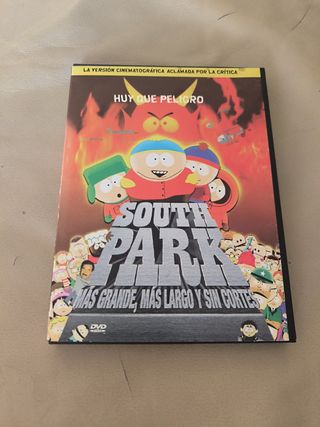 LA VERSIÓN CINEMATOGRÁFICA ACLAMADA POR LA CRÍTICA
HUY QUE PELIGRO
SOUTH
PARK
MÁS GRANDE, MÁS LARGO Y SIN CORTES
DVD